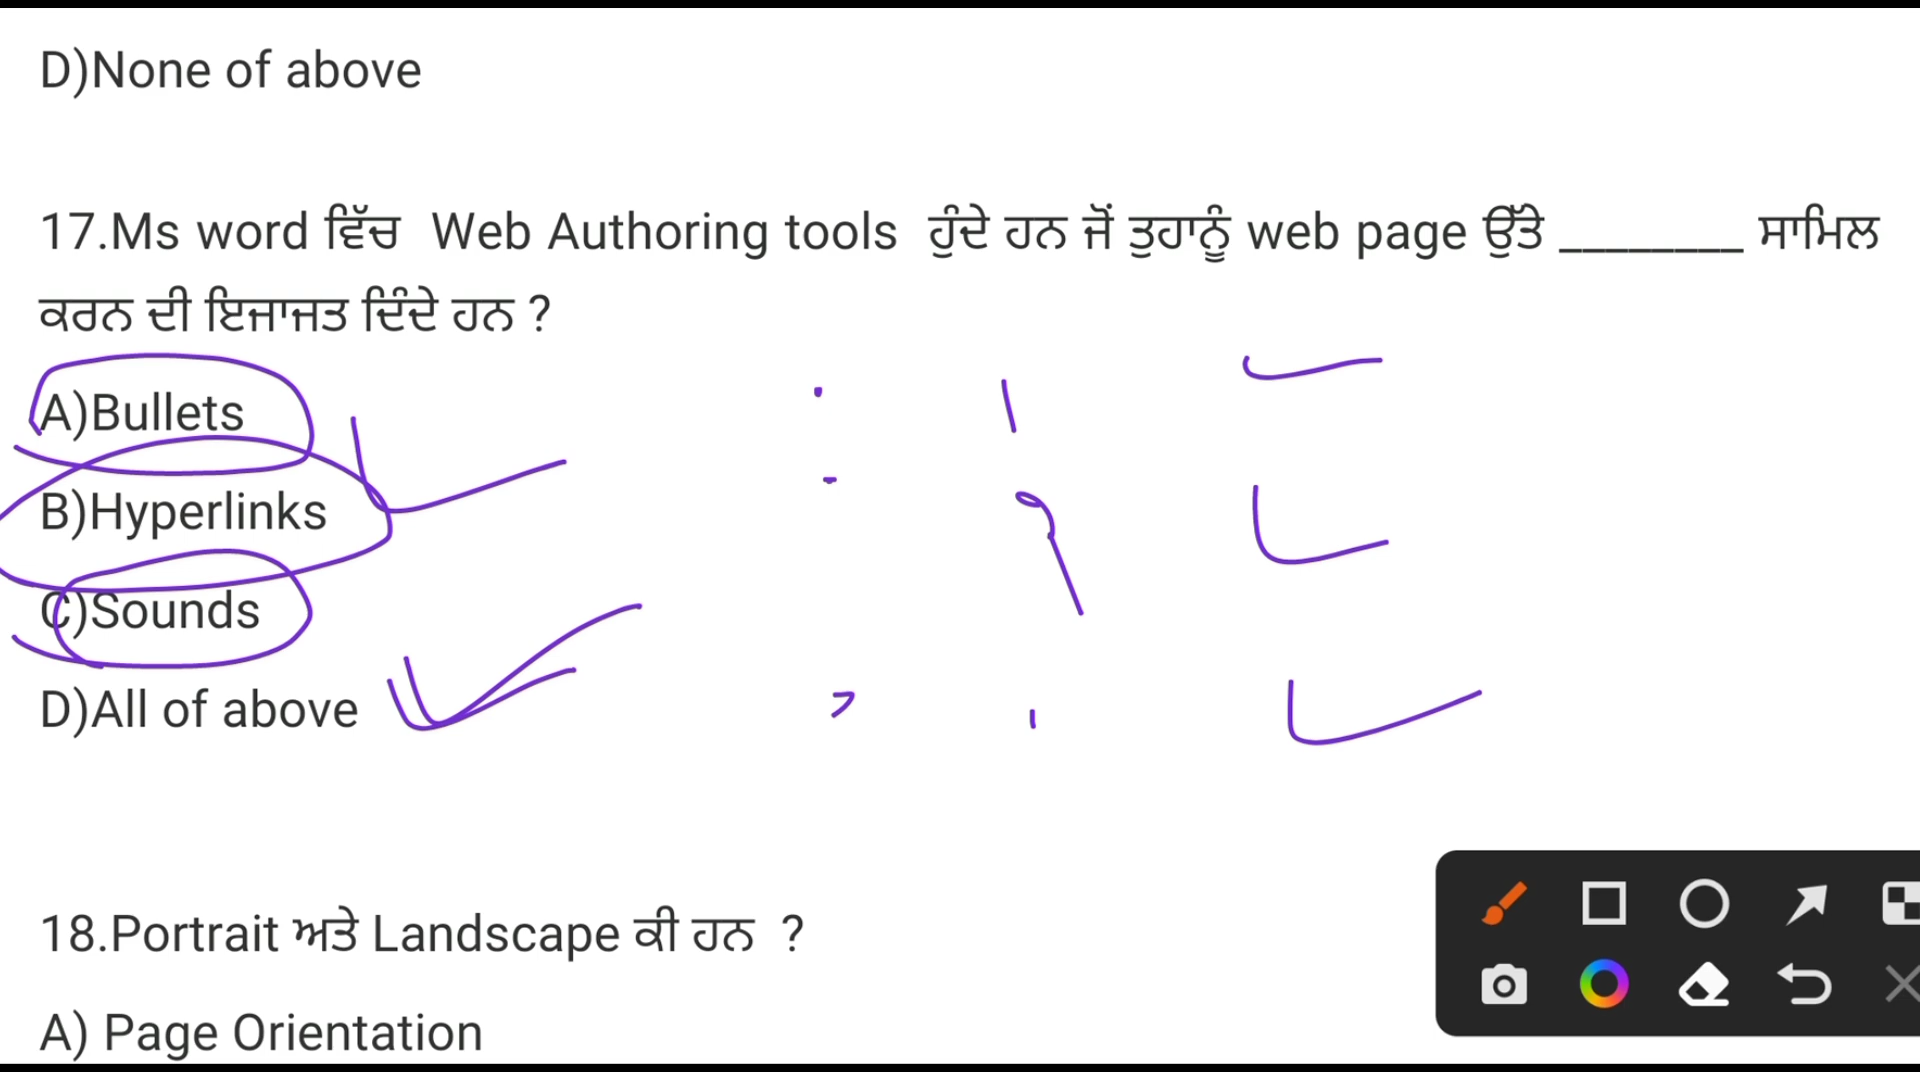 D)None of above
17.Ms word ਵਿੱਚ Web Authoring tools ਹੁੰਦੇ ਹਨ ਜੋਂ ਤੁਹਾਨੂੰ web page ਉੱਤੇ ________ ਸਾਮਿਲ
ਕਰਨ ਦੀ ਇਜਾਜਤ ਦਿੰਦੇ ਹਨ ?
A)Bullets
B)Hyperlinks
C)Sounds
D)All of above
18.Portrait ਅਤੇ Landscape ਕੀ ਹਨ ?
A) Page Orientation